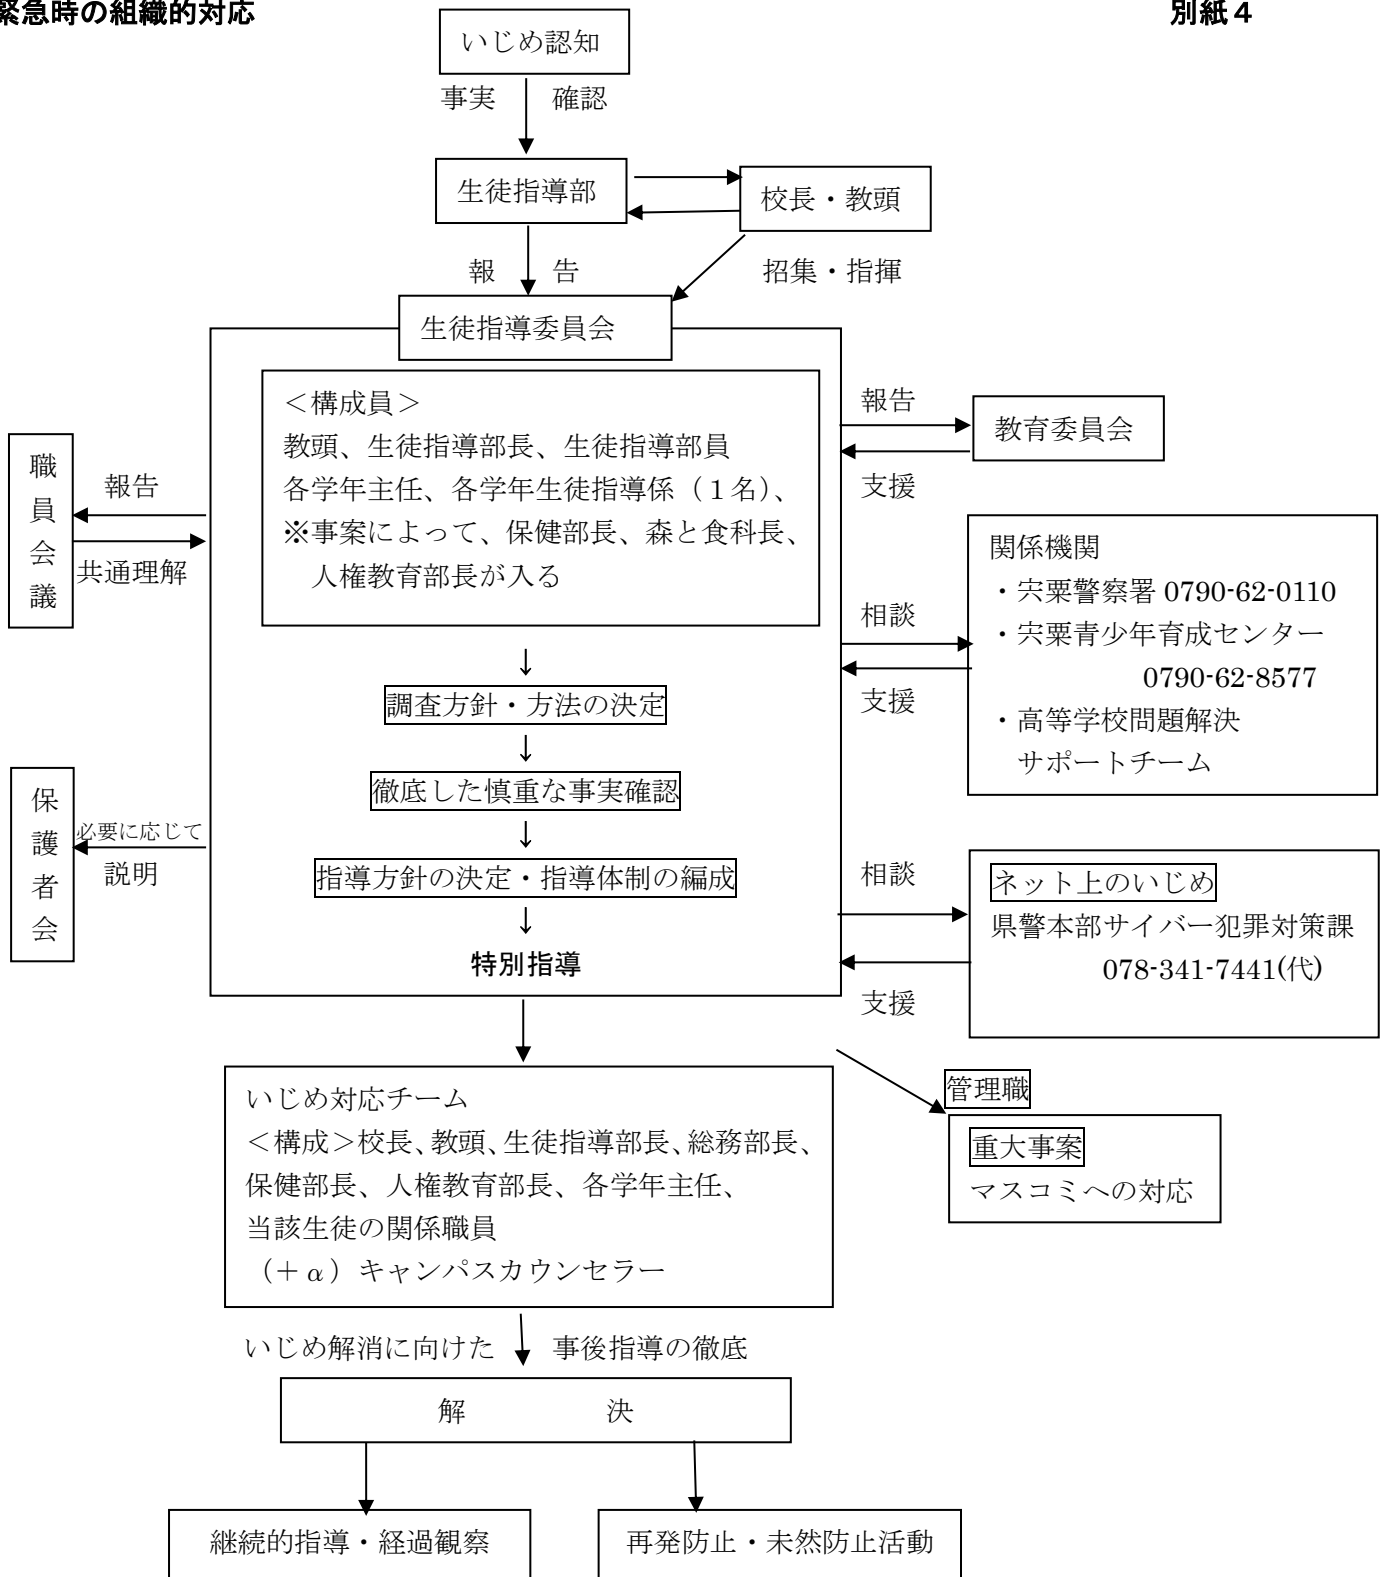 緊急時の組織的対応
別紙４
いじめ認知
事実　確認
生徒指導部
校長・教頭
報　告
招集・指揮
生徒指導委員会
＜構成員＞
教頭、生徒指導部長、生徒指導部員
各学年主任、各学年生徒指導係（１名）、
※事案によって、保健部長、森と食科長、
人権教育部長が入る
↓
調査方針・方法の決定
↓
徹底した慎重な事実確認
↓
指導方針の決定・指導体制の編成
↓
特別指導
職員会議
報告
共通理解
保護者会
必要に応じて
説明
報告
支援
教育委員会
相談
支援
関係機関
・宍粟警察署 0790-62-0110
・宍粟青少年育成センター
0790-62-8577
・高等学校問題解決
サポートチーム
相談
支援
ネット上のいじめ
県警本部サイバー犯罪対策課
078-341-7441(代)
管理職
重大事案
マスコミへの対応
いじめ対応チーム
＜構成＞校長、教頭、生徒指導部長、総務部長、
保健部長、人権教育部長、各学年主任、
当該生徒の関係職員
（＋α）キャンパスカウンセラー
いじめ解消に向けた　事後指導の徹底
解　決
継続的指導・経過観察
再発防止・未然防止活動